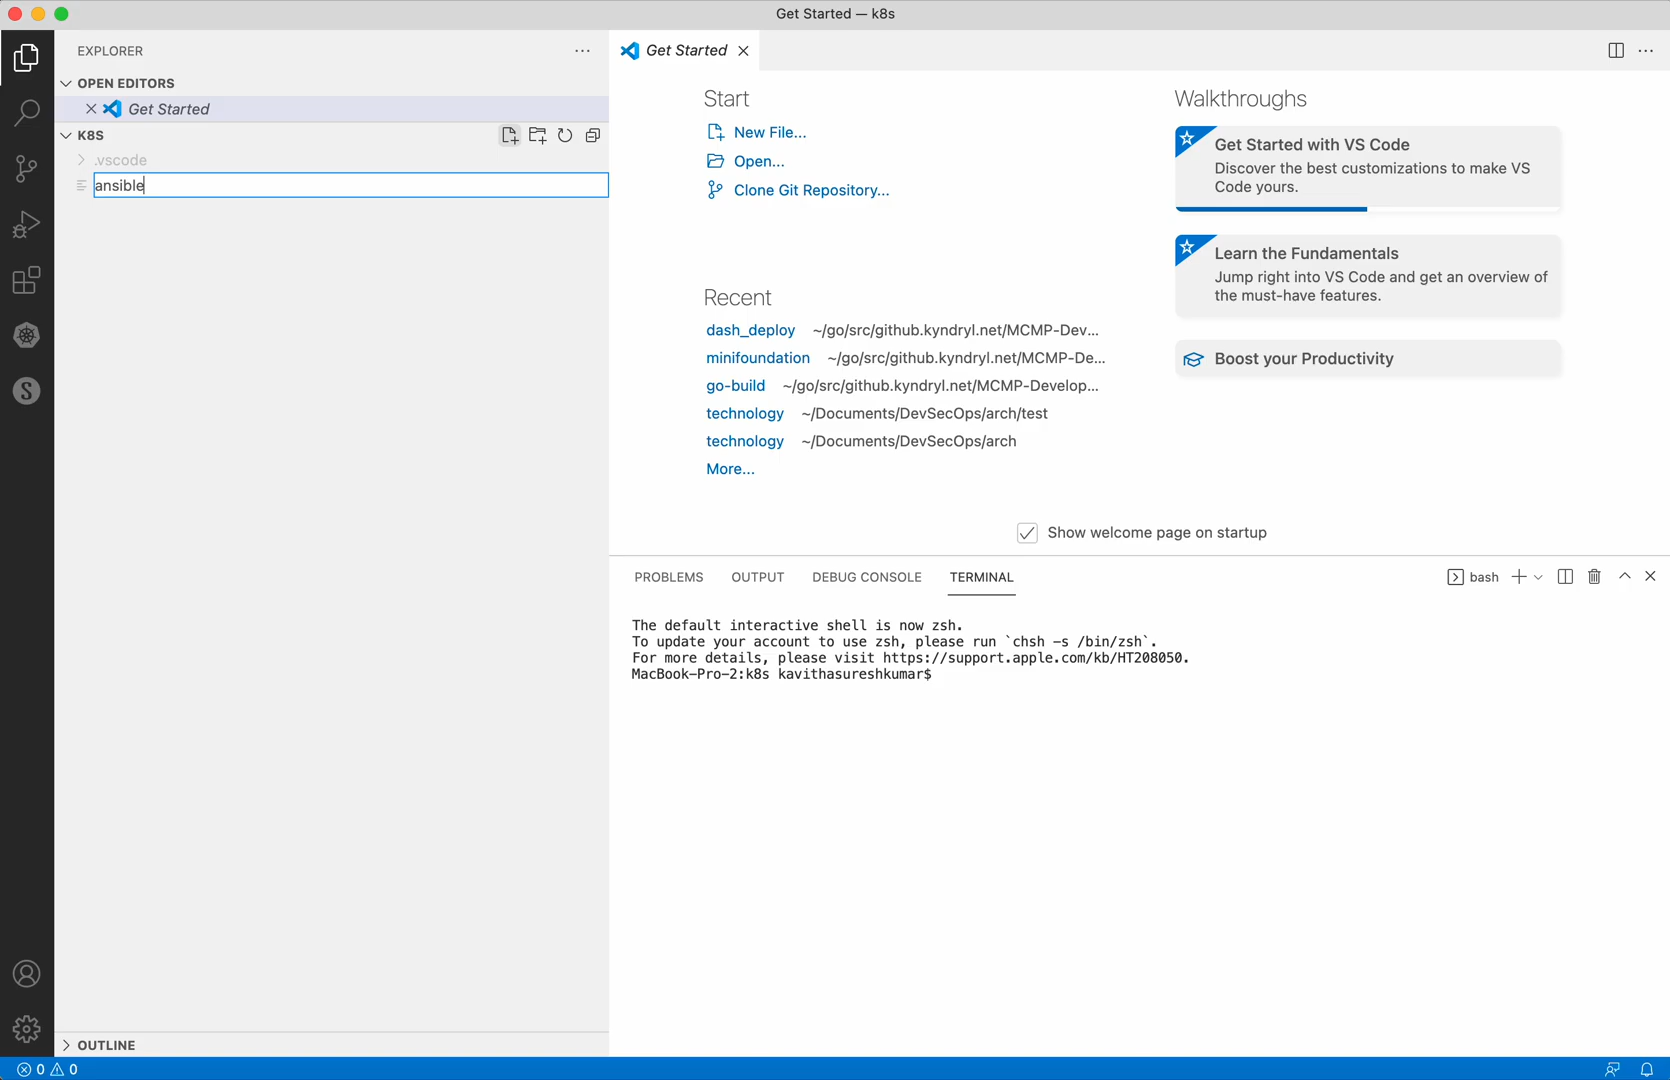 Get Started — k8s
EXPLORER
OPEN EDITORS
Get Started
K8S
.vscode
ansible
OUTLINE
Get Started
Start
New File...
Open...
Clone Git Repository...
Recent
dash_deploy ~/go/src/github.kyndryl.net/MCMP-Dev...
minifoundation ~/go/src/github.kyndryl.net/MCMP-De...
go-build ~/go/src/github.kyndryl.net/MCMP-Develop...
technology ~/Documents/DevSecOps/arch/test
technology ~/Documents/DevSecOps/arch
More...
Walkthroughs
Get Started with VS Code
Discover the best customizations to make VS
Code yours.
Learn the Fundamentals
Jump right into VS Code and get an overview of
the must-have features.
Boost your Productivity
Show welcome page on startup
PROBLEMS OUTPUT DEBUG CONSOLE TERMINAL
bash
The default interactive shell is now zsh.
To update your account to use zsh, please run `chsh -s /bin/zsh`.
For more details, please visit https://support.apple.com/kb/HT208050.
MacBook-Pro-2:k8s kavithasureshkumar$
0 0